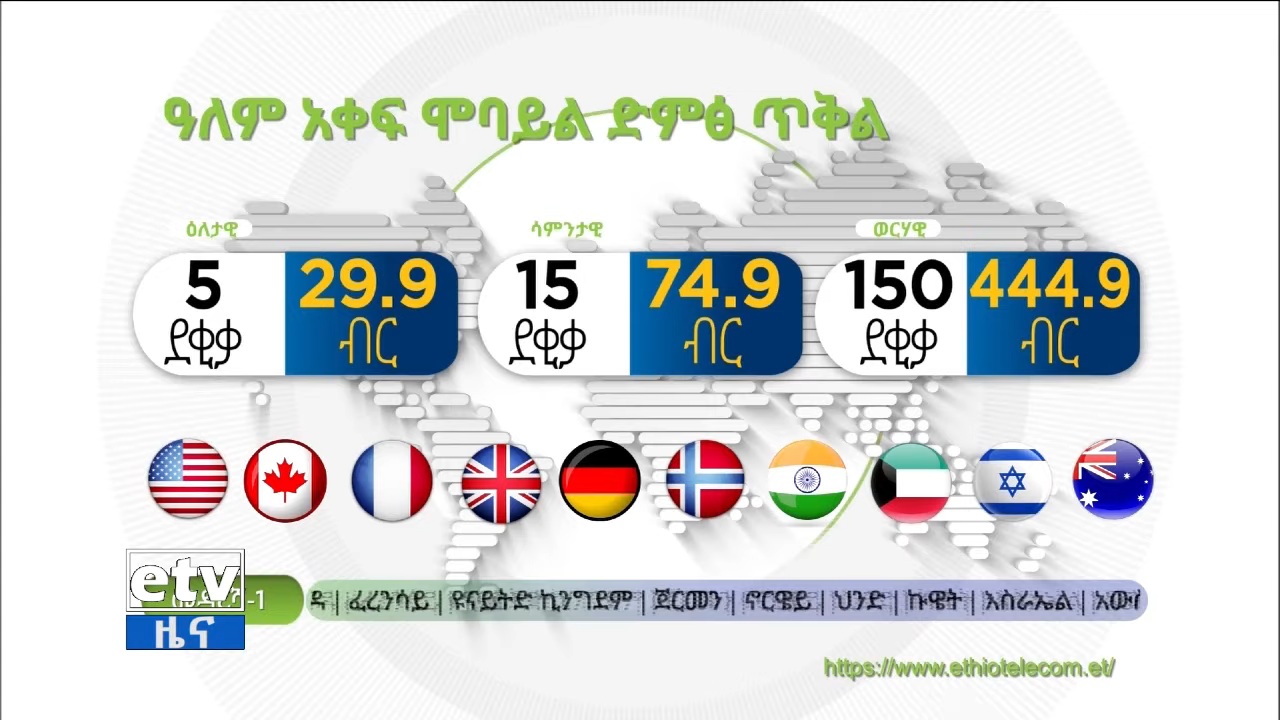 ዓለም አቀፍ ሞባይል ድምፅ ጥቅል
ዕለታዊ
5
ደቂቃ
29.9
ብር
ሳምንታዊ
15
ደቂቃ
74.9
ብር
ወርሃዊ
150
ደቂቃ
444.9
ብር
etv
ዜና
-1
ዳ | ፈረንሳይ | ዩናይትድ ኪንግደም | ጀርመን | ኖርዌይ | ህንድ | ኩዌት | እስራኤል |
https://www.ethiotelecom.et/